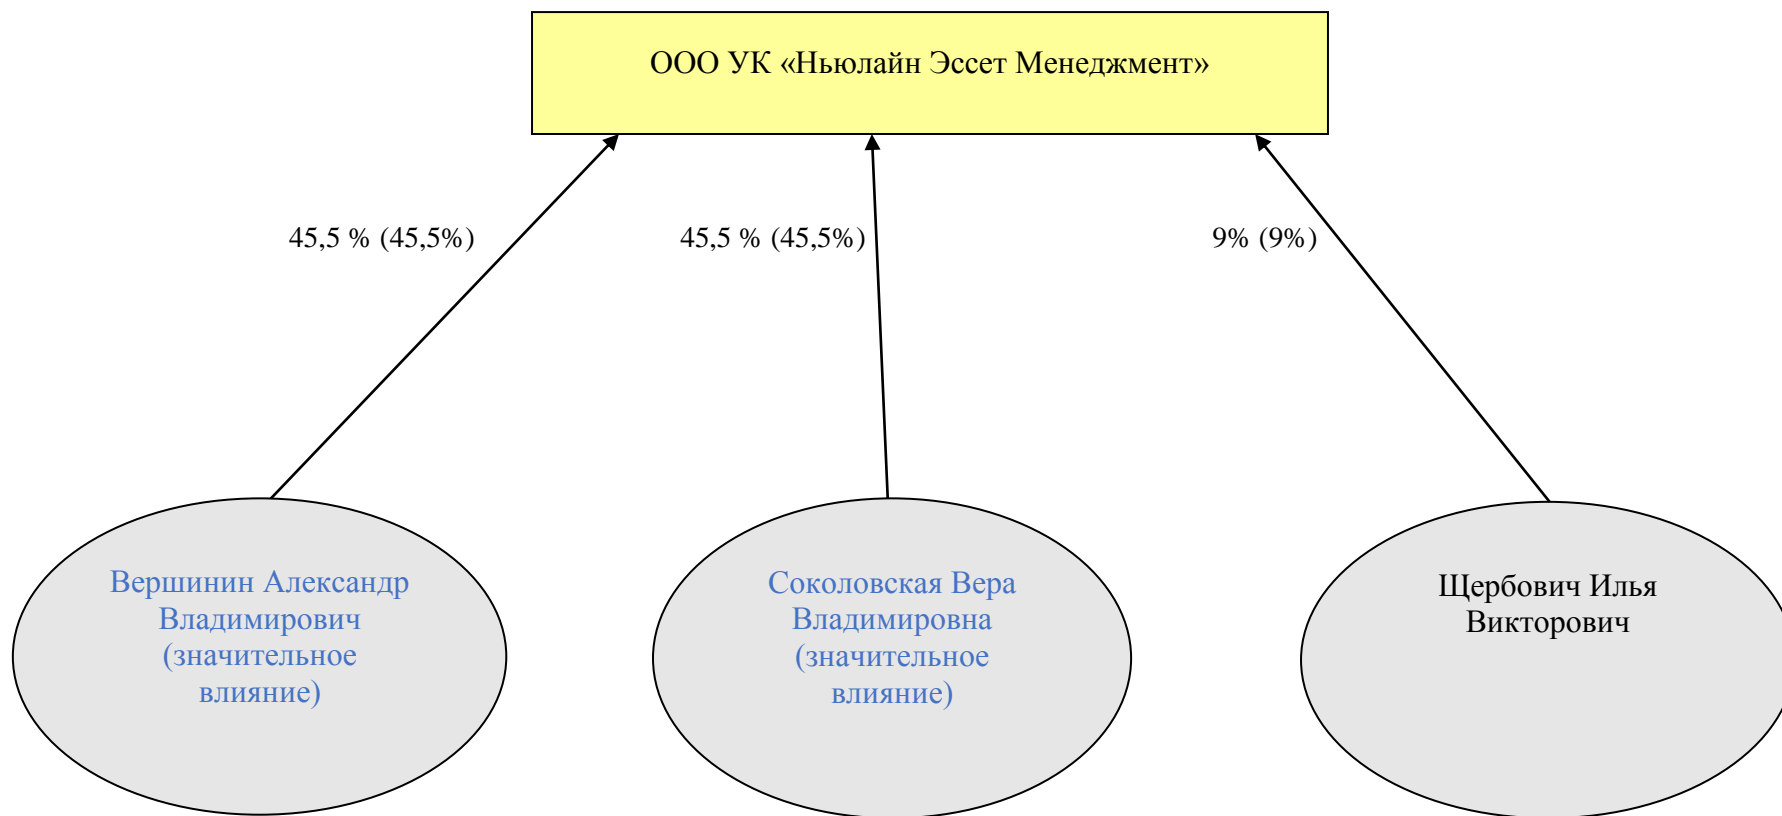 ООО УК «Ньюлайн Эссет Менеджмент»
45,5 % (45,5%)
45,5 % (45,5%)
9% (9%)
Вершинин Александр
Владимирович
(значительное
влияние)
Соколовская Вера
Владимировна
(значительное
влияние)
Щербович Илья
Викторович